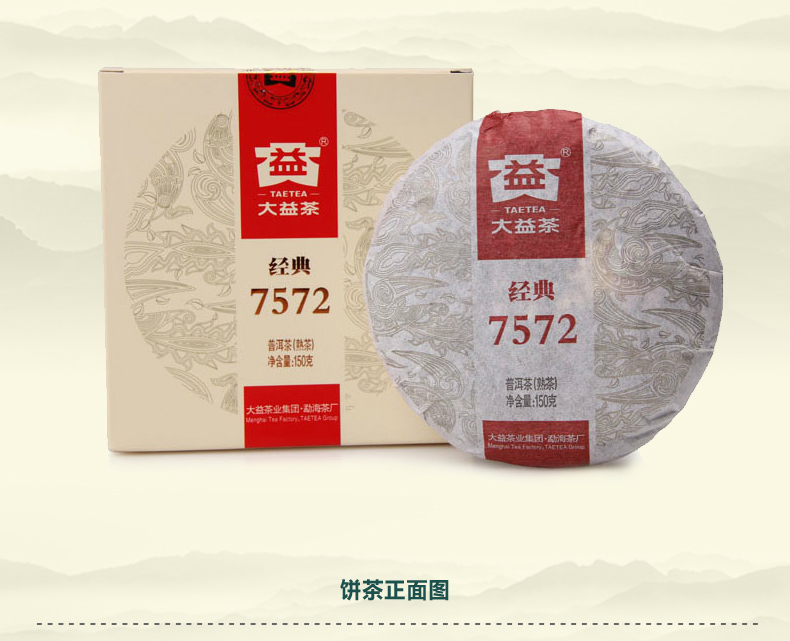 益®
TAETEA
大益茶
经典
7572
普洱茶(熟茶)
净含量:150克
大益茶业集团·勐海茶厂
Menghai Tea Factory, TAETEA Group
益®
TAETEA
大益茶
经典
7572
普洱茶(熟茶)
净含量:150克
大益茶业集团·勐海茶厂
Menghai Tea Factory, TAETEA Group
饼茶正面图